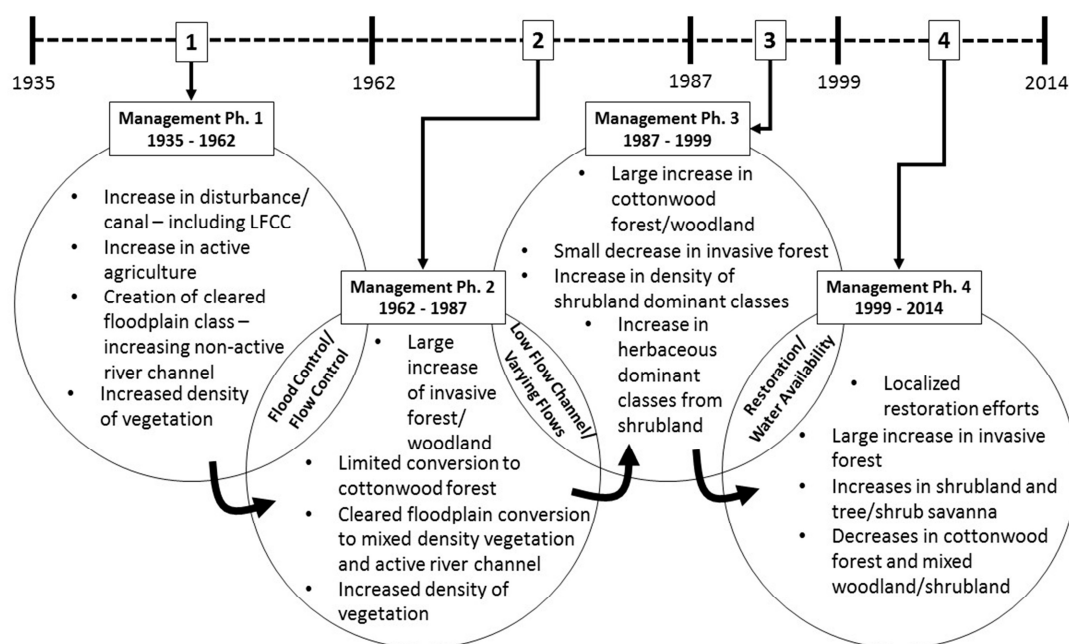 1
2
3
4
1935
1962
1987
1999
2014
Management Ph. 1
1935 - 1962
• Increase in disturbance/
canal – including LFCC
• Increase in active
agriculture
• Creation of cleared
floodplain class –
increasing non-active
river channel
• Increased density
of vegetation
Flood Control/
Flow Control
Management Ph. 2
1962 - 1987
• Large
increase
of invasive
forest/
woodland
• Limited conversion to
cottonwood forest
• Cleared floodplain conversion
to mixed density vegetation
and active river channel
• Increased density of
vegetation
Low Flow Channel/
Varying Flows
Management Ph. 3
1987 - 1999
• Large increase in
cottonwood
forest/woodland
• Small decrease in invasive forest
• Increase in density of
shrubland dominant classes
• Increase in
herbaceous
dominant
classes from
shrubland
Restoration/
Water Availability
Management Ph. 4
1999 - 2014
• Localized
restoration efforts
• Large increase in invasive
forest
• Increases in shrubland and
tree/shrub savanna
• Decreases in cottonwood
forest and mixed
woodland/shrubland